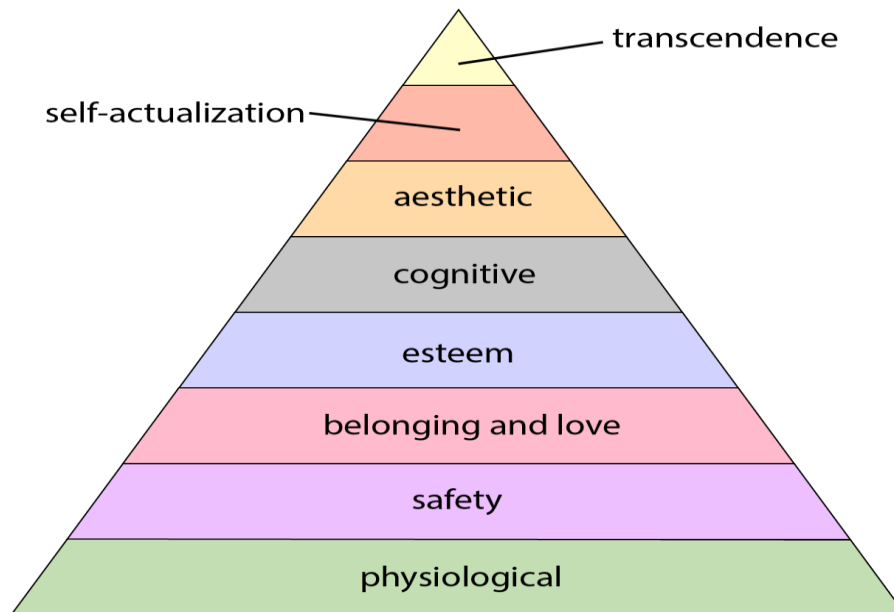 transcendence
self-actualization
aesthetic
cognitive
esteem
belonging and love
safety
physiological